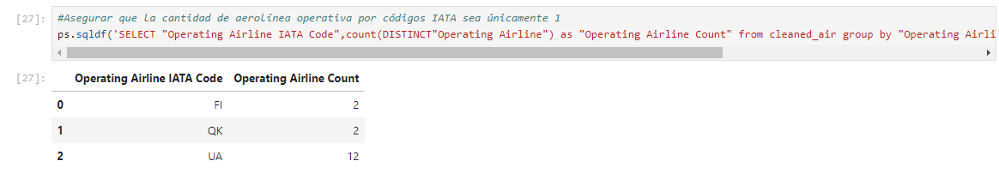 [27]: #Asegurar que la cantidad de aerolínea operativa por códigos IATA sea únicamente 1
ps.sqldf('SELECT "Operating Airline IATA Code",count(DISTINCT"Operating Airline") as "Operating Airline Count" from cleaned_air group by "Operating Airli
[27]: Operating Airline IATA Code Operating Airline Count
0 FI 2
1 QK 2
2 UA 12